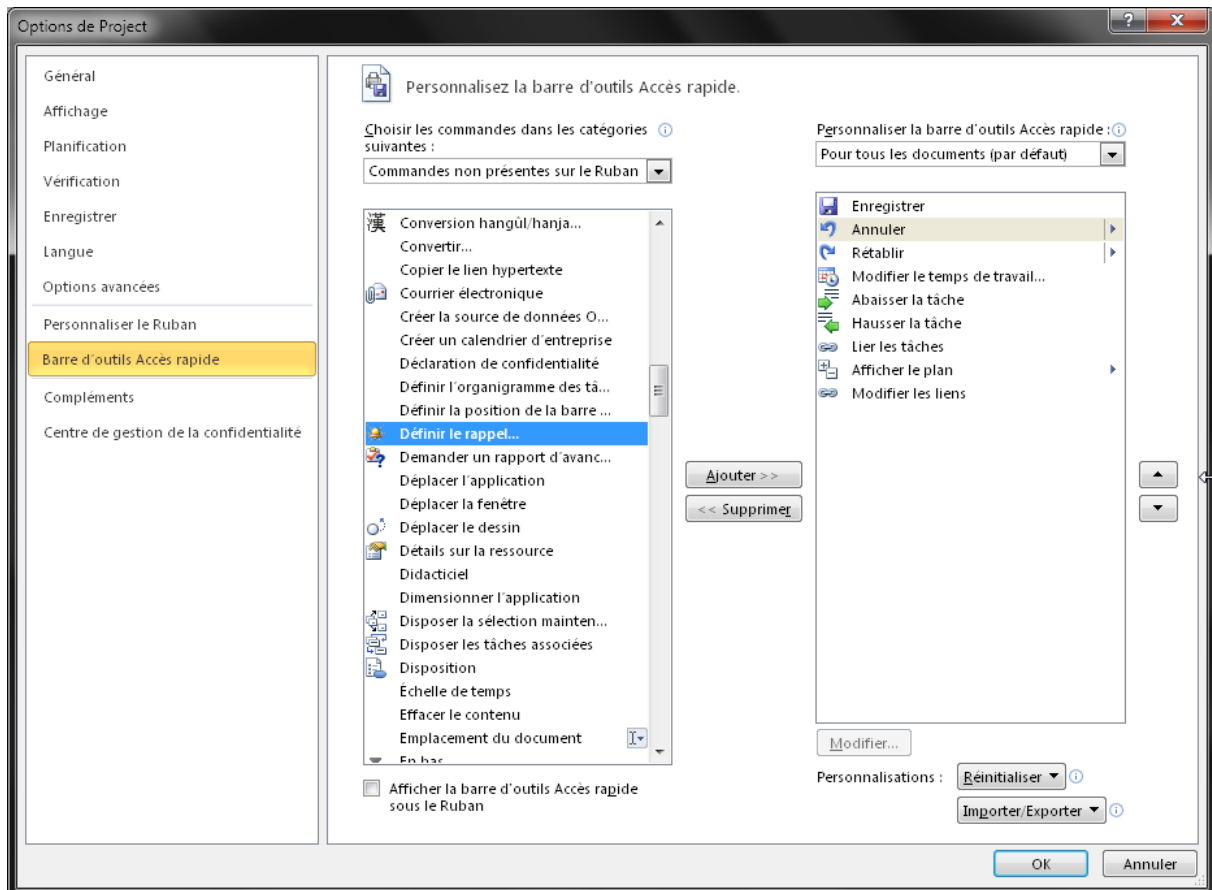 Options de Project
Général
Affichage
Planification
Vérification
Enregistrer
Langue
Options avancées
Personnaliser le Ruban
Barre d'outils Accès rapide
Compléments
Centre de gestion de la confidentialité
Personnalisez la barre d'outils Accès rapide.
Choisir les commandes dans les catégories
suivantes :
Commandes non présentes sur le Ruban
漢 Conversion hangûl/hanja...
Convertir...
Copier le lien hypertexte
Courrier électronique
Créer la source de données O...
Créer un calendrier d'entreprise
Déclaration de confidentialité
Définir l'organigramme des tâ...
Définir la position de la barre ...
Définir le rappel...
Demander un rapport d'avanc...
Déplacer l'application
Déplacer la fenêtre
Déplacer le dessin
Détails sur la ressource
Didacticiel
Dimensionner l'application
Disposer la sélection mainten...
Disposer les tâches associées
Disposition
Échelle de temps
Effacer le contenu
Emplacement du document
En bas
Afficher la barre d'outils Accès rapide
sous le Ruban
Ajouter >>
<< Supprimer
Personnaliser la barre d'outils Accès rapide :
Pour tous les documents (par défaut)
Enregistrer
Annuler
Rétablir
Modifier le temps de travail...
Abaisser la tâche
Hausser la tâche
Lier les tâches
Afficher le plan
Modifier les liens
Modifier...
Personnalisations :
Réinitialiser
Importer/Exporter
OK
Annuler